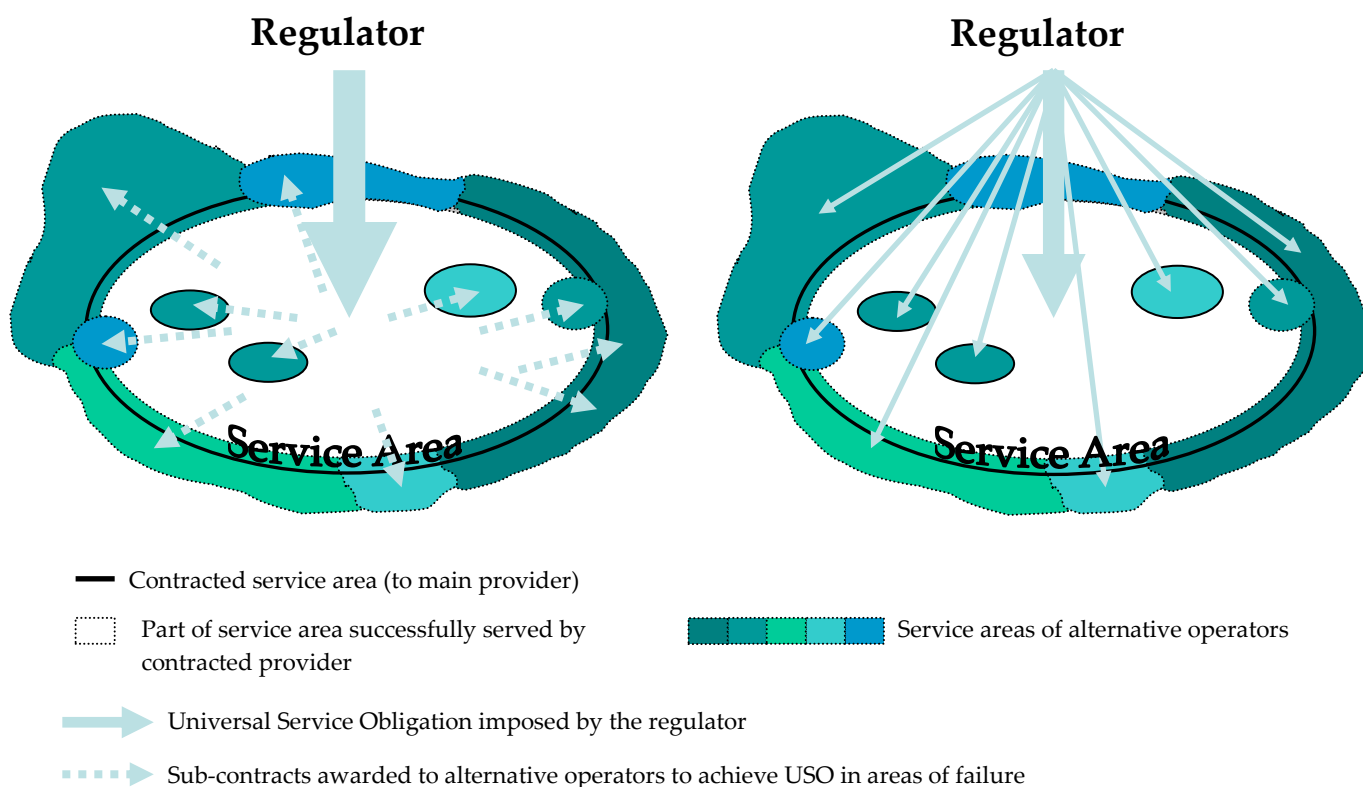 Regulator
Regulator
Service Area
Service Area
Contracted service area (to main provider)
Part of service area successfully served by
contracted provider
Service areas of alternative operators
Universal Service Obligation imposed by the regulator
Sub-contracts awarded to alternative operators to achieve USO in areas of failure